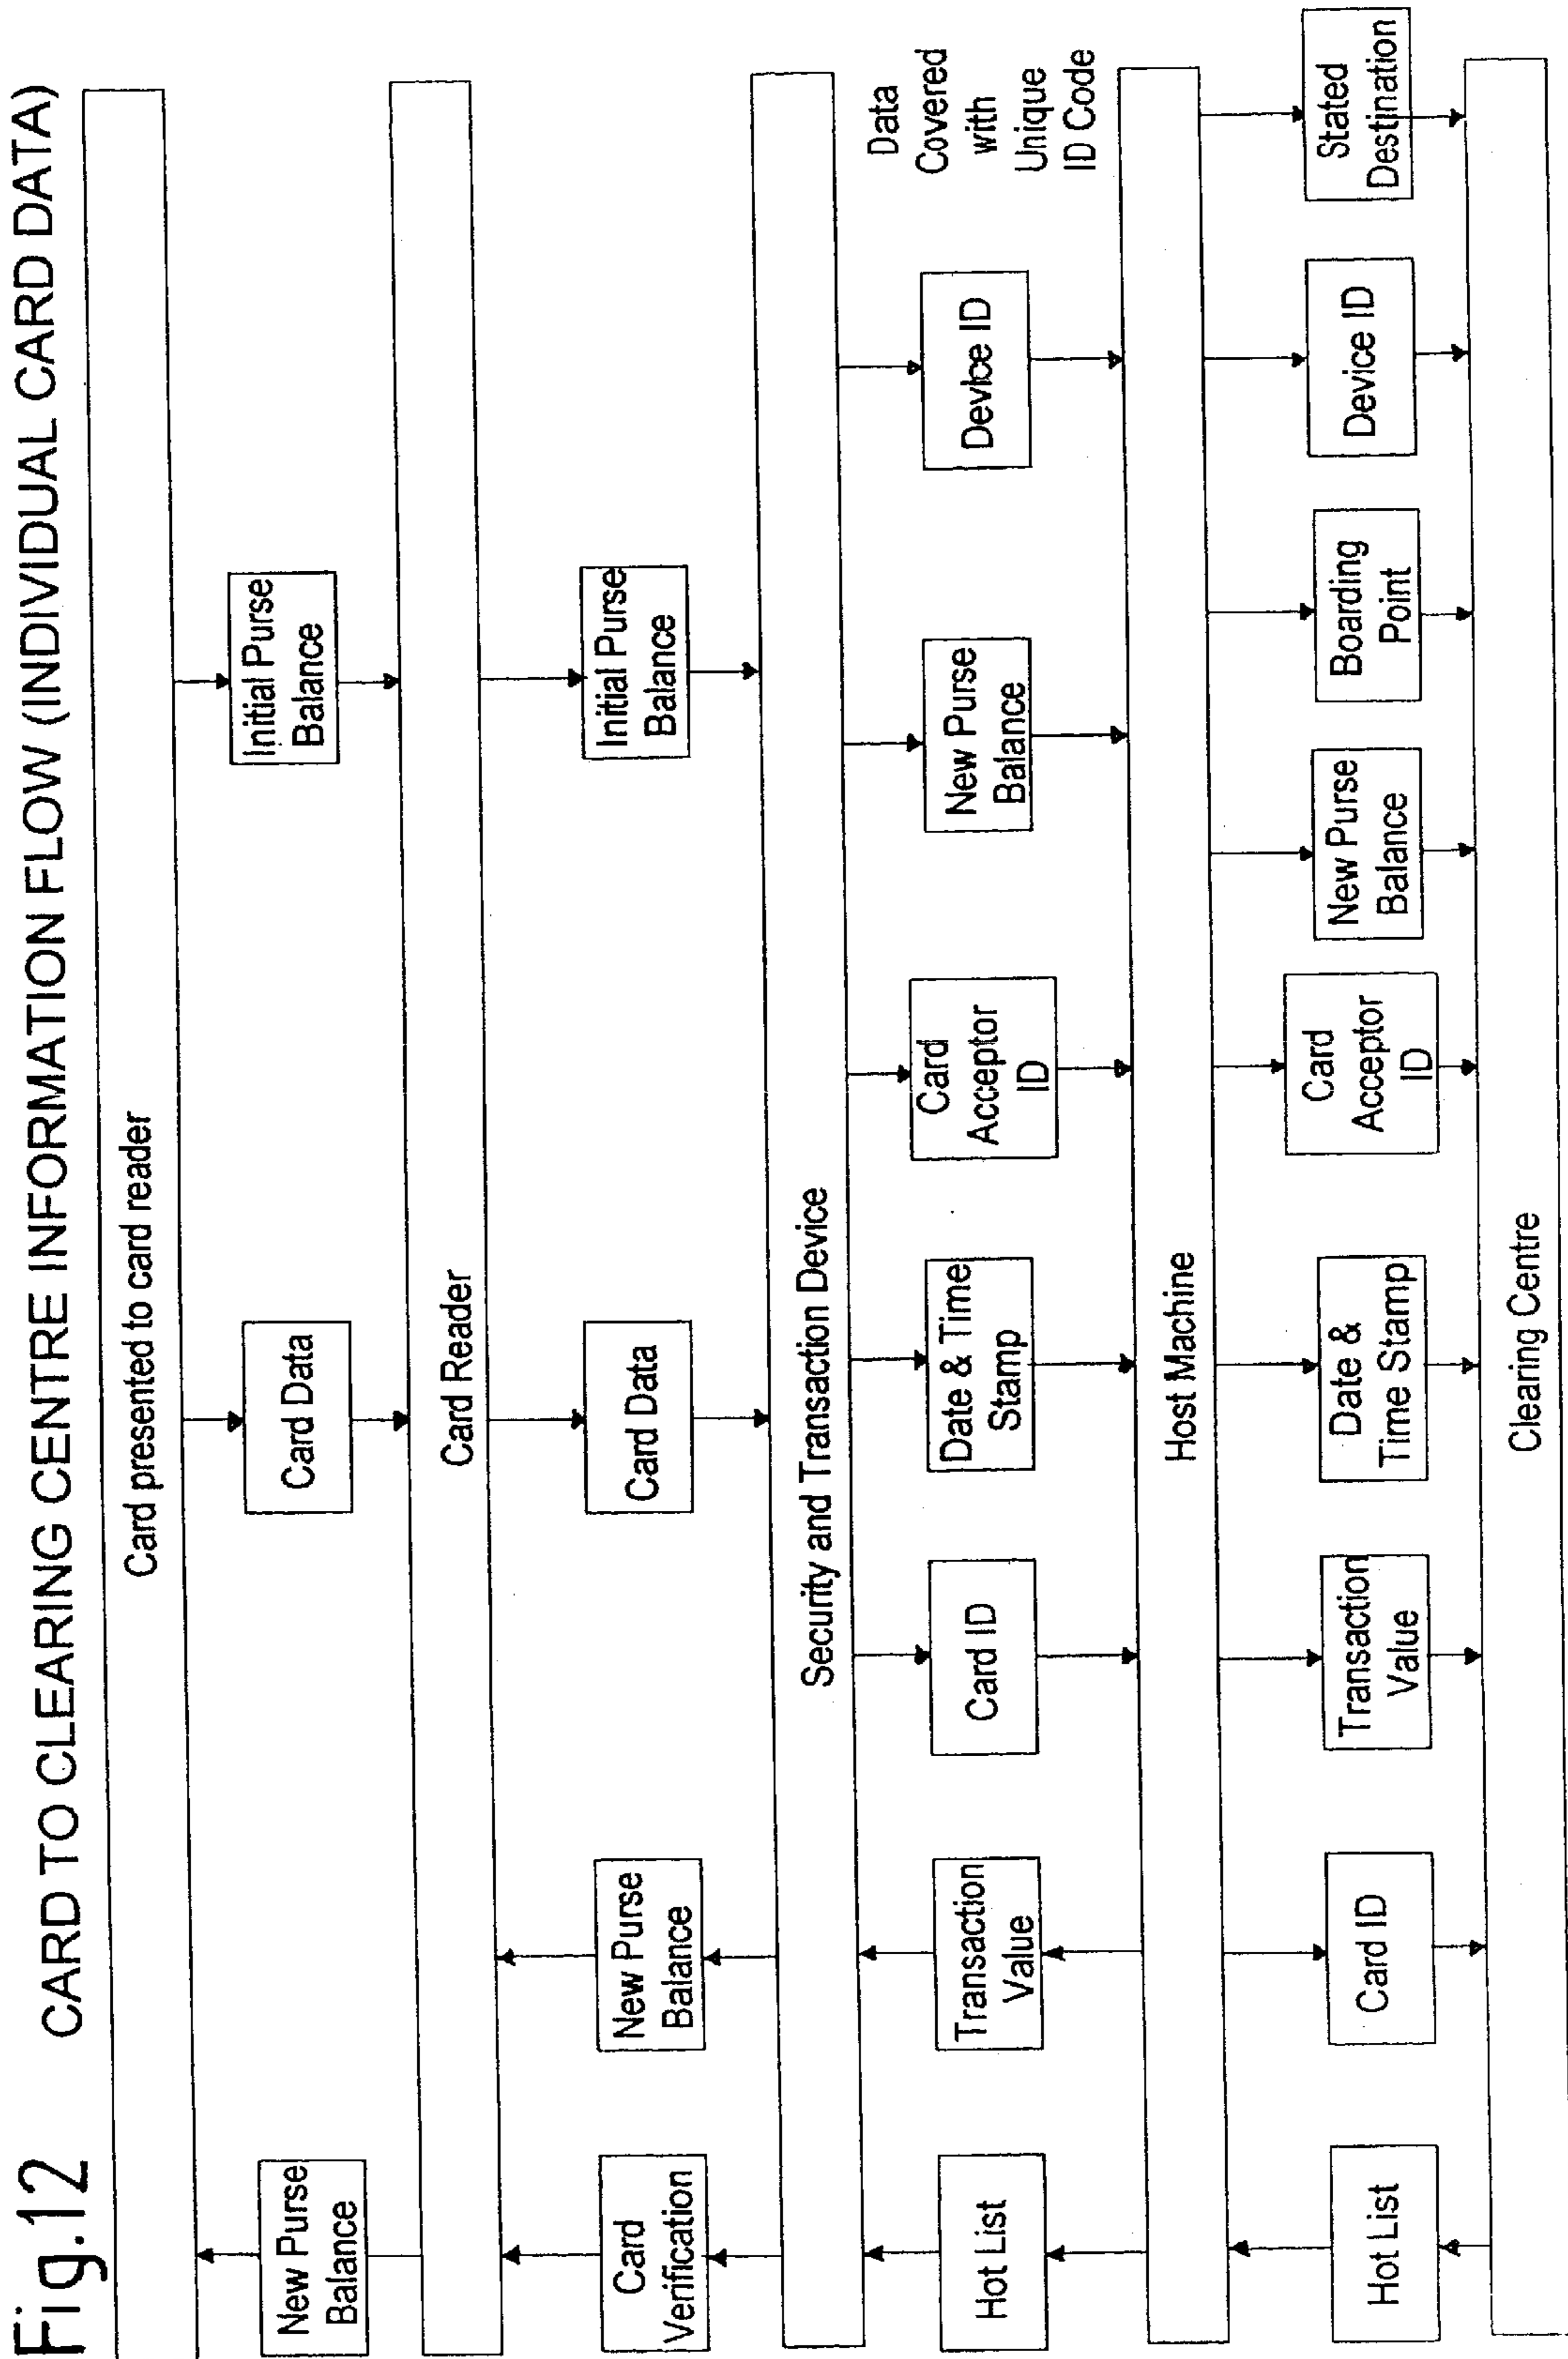 Fig.12 CARD TO CLEARING CENTRE INFORMATION FLOW (INDIVIDUAL CARD DATA)
Card presented to card reader
New Purse
Balance
Card Data
Initial Purse
Balance
Card Reader
Card
Verification
New Purse
Balance
Card Data
Initial Purse
Balance
Security and Transaction Device
Hot List
Transaction
Value
Card ID
Date & Time
Stamp
Card
Acceptor
ID
New Purse
Balance
Device ID
Data
Covered
with
Unique
ID Code
Host Machine
Hot List
Card ID
Transaction
Value
Date &
Time Stamp
Card
Acceptor
ID
New Purse
Balance
Boarding
Point
Device ID
Stated
Destination
Clearing Centre